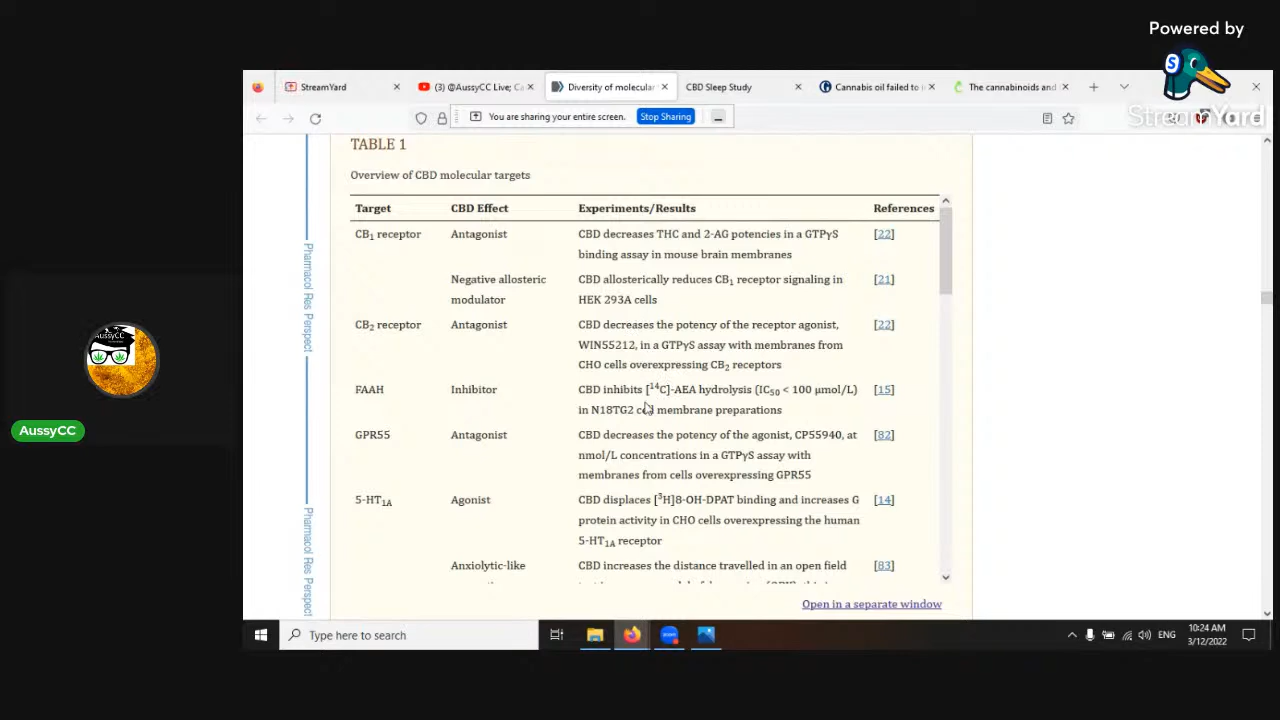 Powered by
S
StreamYard
StreamYard
(3) @AussyCC Live; Ca
Diversity of molecular
CBD Sleep Study
Cannabis oil failed to i
The cannabinoids and
You are sharing your entire screen.
Stop Sharing
TABLE 1
Overview of CBD molecular targets
Target CBD Effect Experiments/Results References
CB₁ receptor Antagonist CBD decreases THC and 2-AG potencies in a GTPγS [22]
binding assay in mouse brain membranes
Negative allosteric CBD allosterically reduces CB₁ receptor signaling in [21]
modulator HEK 293A cells
CB₂ receptor Antagonist CBD decreases the potency of the receptor agonist, [22]
WIN55212, in a GTPγS assay with membranes from
CHO cells overexpressing CB₂ receptors
FAAH Inhibitor CBD inhibits [¹⁴C]-AEA hydrolysis (IC₅₀ < 100 μmol/L) [15]
in N18TG2 cell membrane preparations
GPR55 Antagonist CBD decreases the potency of the agonist, CP55940, at [82]
nmol/L concentrations in a GTPγS assay with
membranes from cells overexpressing GPR55
5-HT₁A Agonist CBD displaces [³H]8-OH-DPAT binding and increases G [14]
protein activity in CHO cells overexpressing the human
5-HT₁A receptor
Anxiolytic-like CBD increases the distance travelled in an open field [83]
Open in a separate window
Pharmacol Res Perspect
Pharmacol Res Perspect
AussyCC
AussyCC
Type here to search
ENG
10:24 AM
3/12/2022